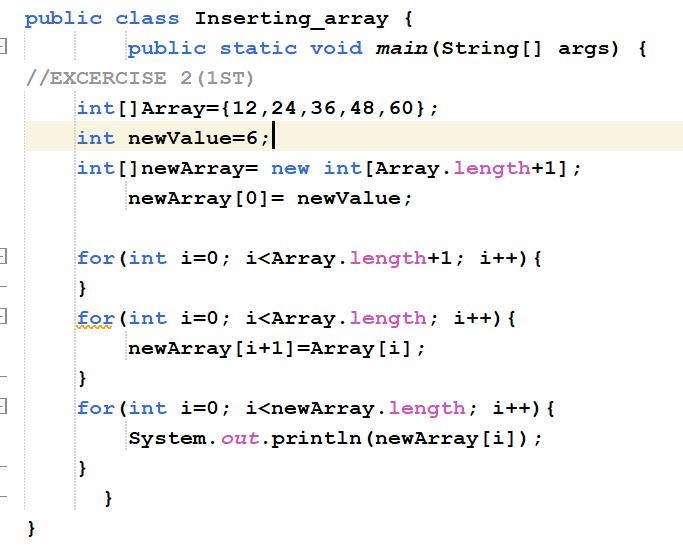 public class Inserting_array {
public static void main(String[] args) {
//EXCERCISE 2(1ST)
int[]Array={12,24,36,48,60};
int newValue=6;
int[]newArray= new int[Array.length+1];
newArray[0]= newValue;
for(int i=0; i<Array.length+1; i++){
}
for(int i=0; i<Array.length; i++){
newArray[i+1]=Array[i];
}
for(int i=0; i<newArray.length; i++){
System.out.println(newArray[i]);
}
}
}